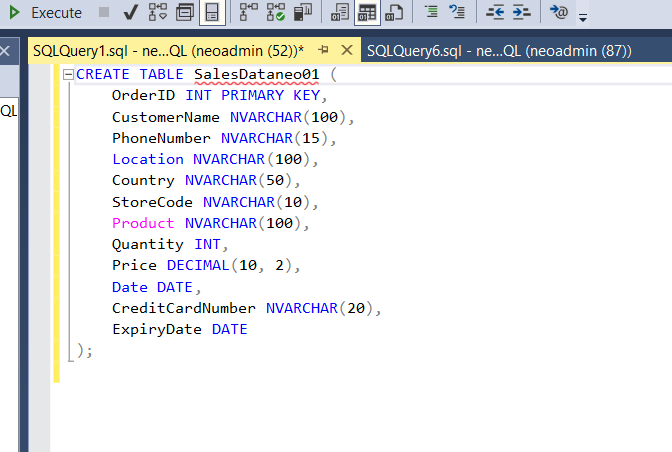 Execute
SQLQuery1.sql - ne...QL (neoadmin (52))*
SQLQuery6.sql - ne...QL (neoadmin (87))
QL
CREATE TABLE SalesDataneo01 (
OrderID INT PRIMARY KEY,
CustomerName NVARCHAR(100),
PhoneNumber NVARCHAR(15),
Location NVARCHAR(100),
Country NVARCHAR(50),
StoreCode NVARCHAR(10),
Product NVARCHAR(100),
Quantity INT,
Price DECIMAL(10, 2),
Date DATE,
CreditCardNumber NVARCHAR(20),
ExpiryDate DATE
);